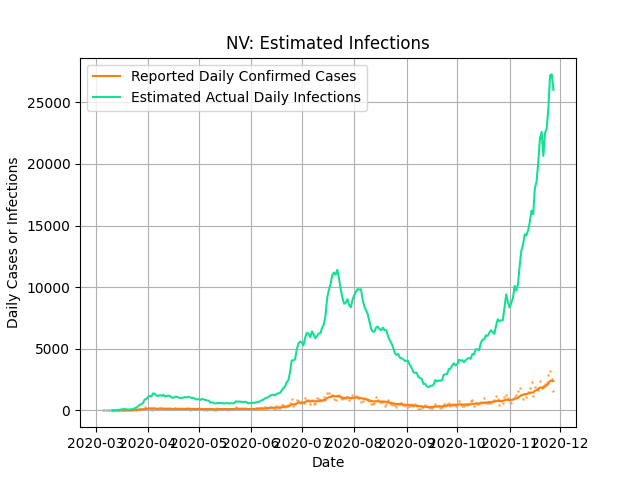 NV: Estimated Infections
Reported Daily Confirmed Cases
Estimated Actual Daily Infections
25000
20000
15000
10000
5000
0
Daily Cases or Infections
2020-03 2020-04 2020-05 2020-06 2020-07 2020-08 2020-09 2020-10 2020-11 2020-12
Date